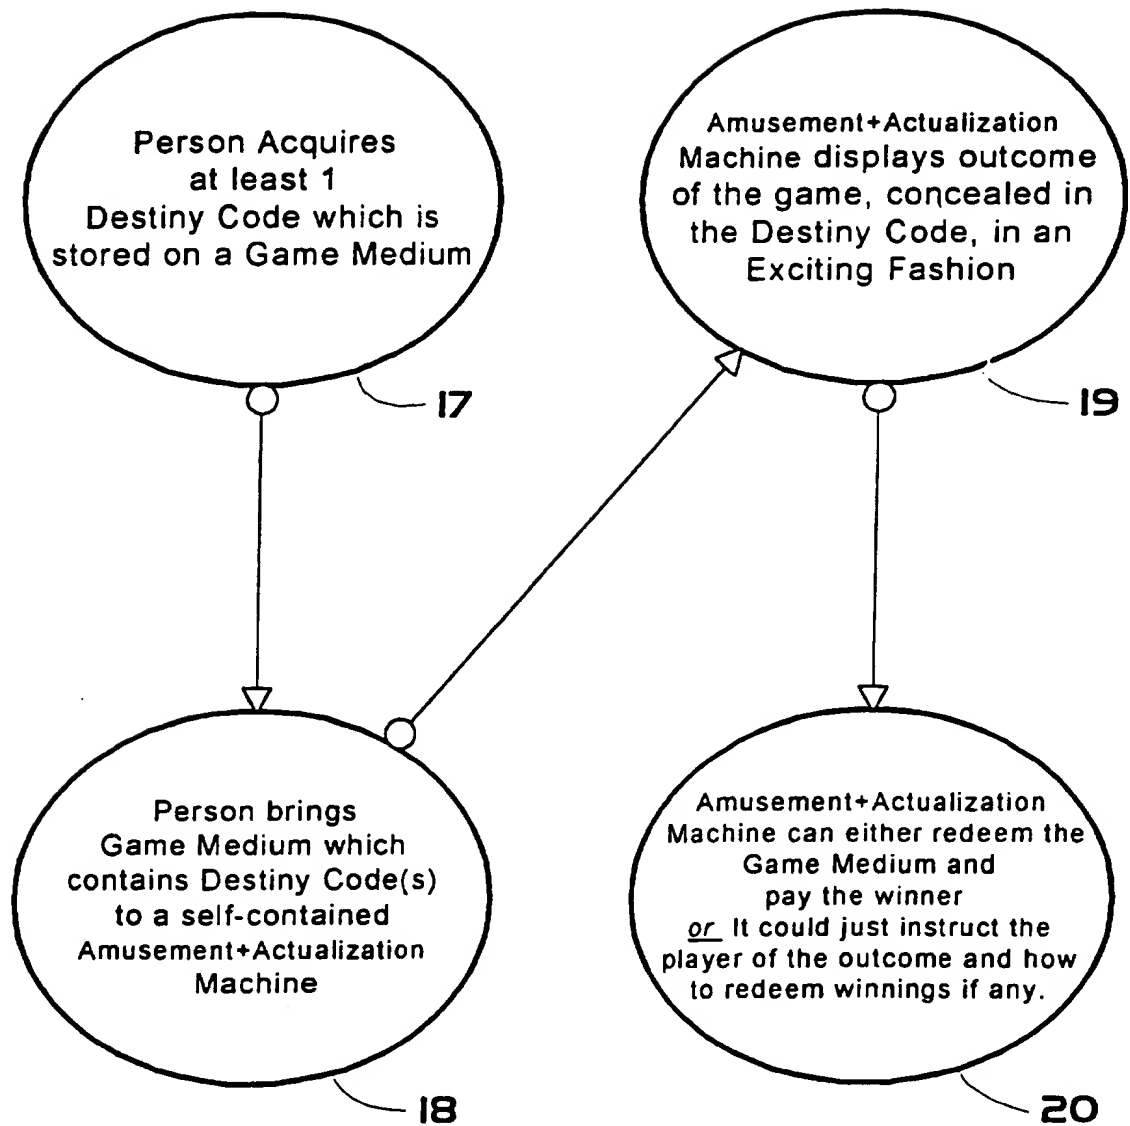 Person Acquires
at least 1
Destiny Code which is
stored on a Game Medium
17
Person brings
Game Medium which
contains Destiny Code(s)
to a self-contained
Amusement+Actualization
Machine
18
Amusement+Actualization
Machine displays outcome
of the game, concealed in
the Destiny Code, in an
Exciting Fashion
19
Amusement+Actualization
Machine can either redeem the
Game Medium and
pay the winner
or It could just instruct the
player of the outcome and how
to redeem winnings if any.
20